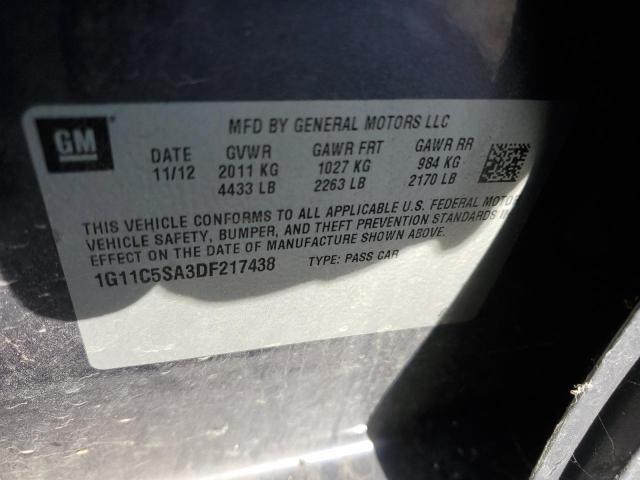 GM
MFD BY GENERAL MOTORS LLC
DATE GVWR GAWR FRT GAWR RR
11/12 2011 KG 1027 KG 984 KG
4433 LB 2263 LB 2170 LB
THIS VEHICLE CONFORMS TO ALL APPLICABLE U.S. FEDERAL MOTOR
VEHICLE SAFETY, BUMPER, AND THEFT PREVENTION STANDARDS IN
EFFECT ON THE DATE OF MANUFACTURE SHOWN ABOVE.
1G11C5SA3DF217438 TYPE: PASS CAR